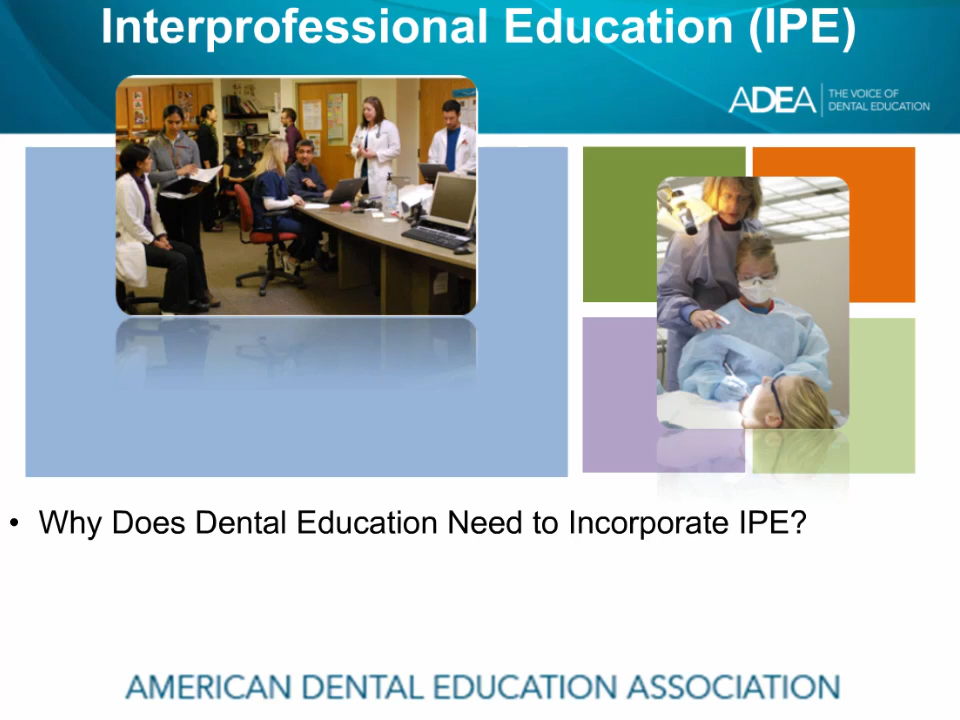 Interprofessional Education (IPE)
ADEA
THE VOICE OF
DENTAL EDUCATION
• Why Does Dental Education Need to Incorporate IPE?
AMERICAN DENTAL EDUCATION ASSOCIATION